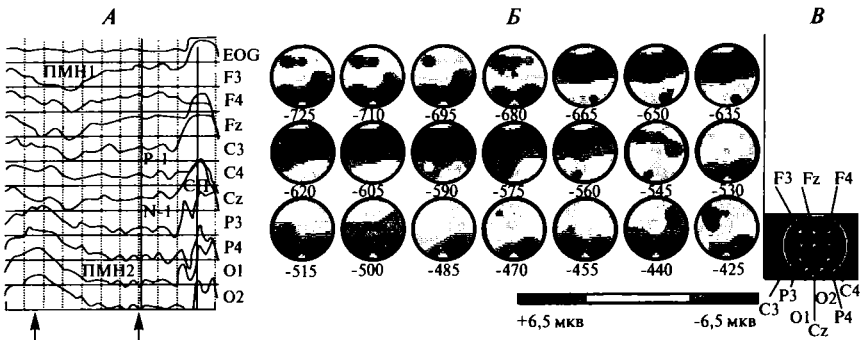 А
Б
В
EOG
ПМН1
F3
F4
Fz
C3
P-1
C4
Cz
N-1
P3
P4
ПМН2
O1
O2
-725 -710 -695 -680 -665 -650 -635
-620 -605 -590 -575 -560 -545 -530
-515 -500 -485 -470 -455 -440 -425
+6,5 мкв -6,5 мкв
F3 Fz F4
C3 P3 O2 C4
O1 P4
Cz